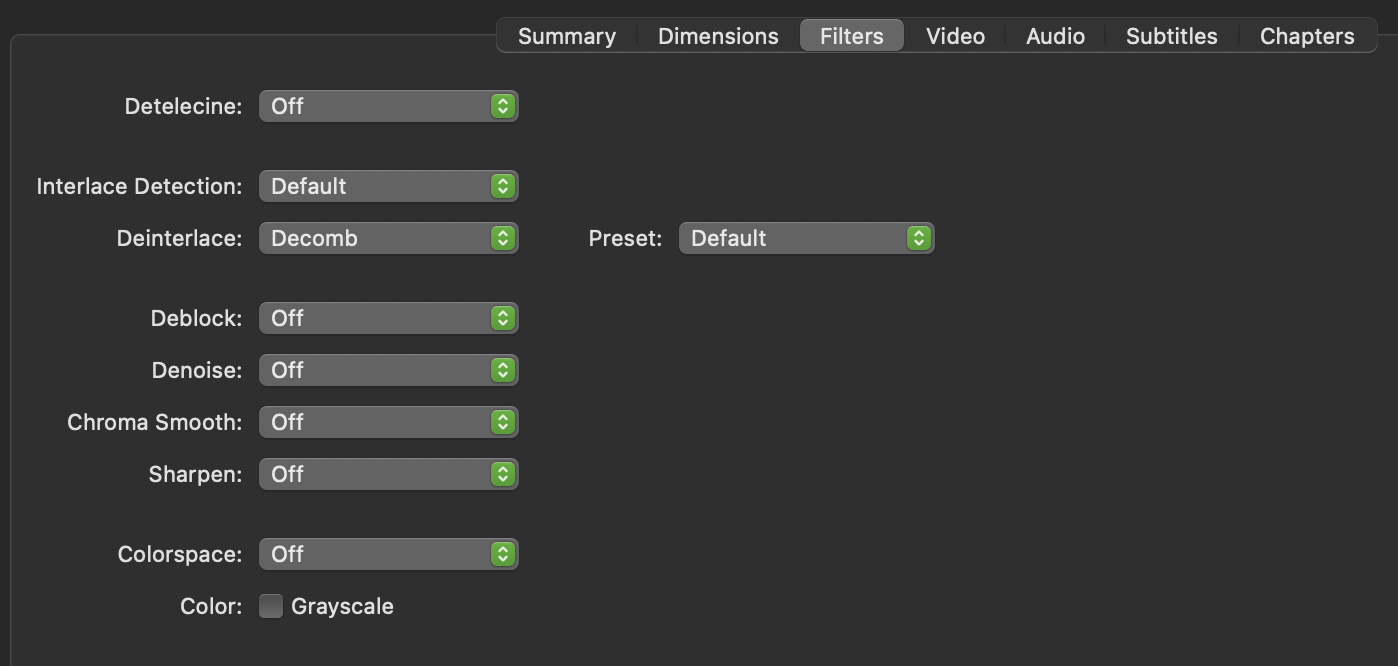 Summary Dimensions Filters Video Audio Subtitles Chapters
Detelecine: Off
Interlace Detection: Default
Deinterlace: Decomb Preset: Default
Deblock: Off
Denoise: Off
Chroma Smooth: Off
Sharpen: Off
Colorspace: Off
Color: Grayscale